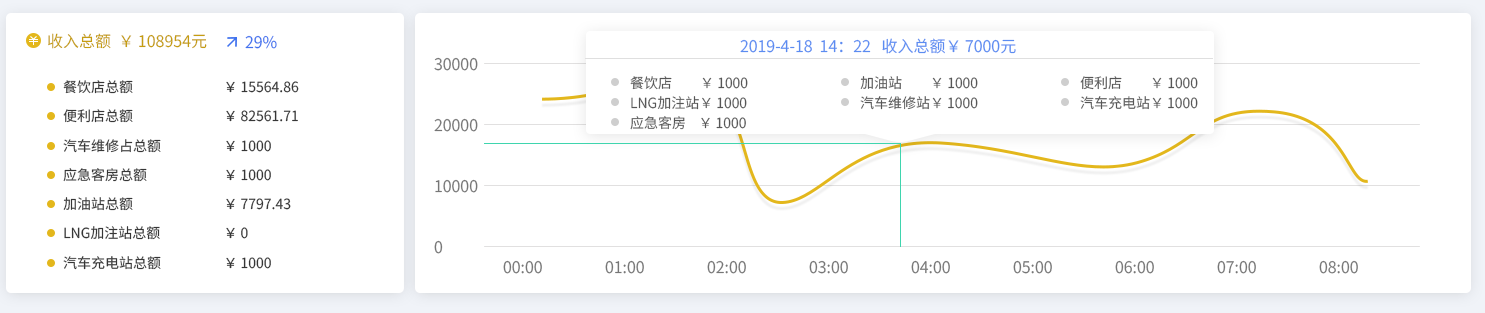 收入总额 ￥ 108954元 29%
餐饮店总额 ￥ 15564.86
便利店总额 ￥ 82561.71
汽车维修占总额 ￥ 1000
应急客房总额 ￥ 1000
加油站总额 ￥ 7797.43
LNG加注站总额 ￥ 0
汽车充电站总额 ￥ 1000
2019-4-18 14：22 收入总额￥ 7000元
餐饮店 ￥ 1000 加油站 ￥ 1000 便利店 ￥ 1000
LNG加注站￥ 1000 汽车维修站￥ 1000 汽车充电站￥ 1000
应急客房 ￥ 1000
30000
20000
10000
0
00:00 01:00 02:00 03:00 04:00 05:00 06:00 07:00 08:00